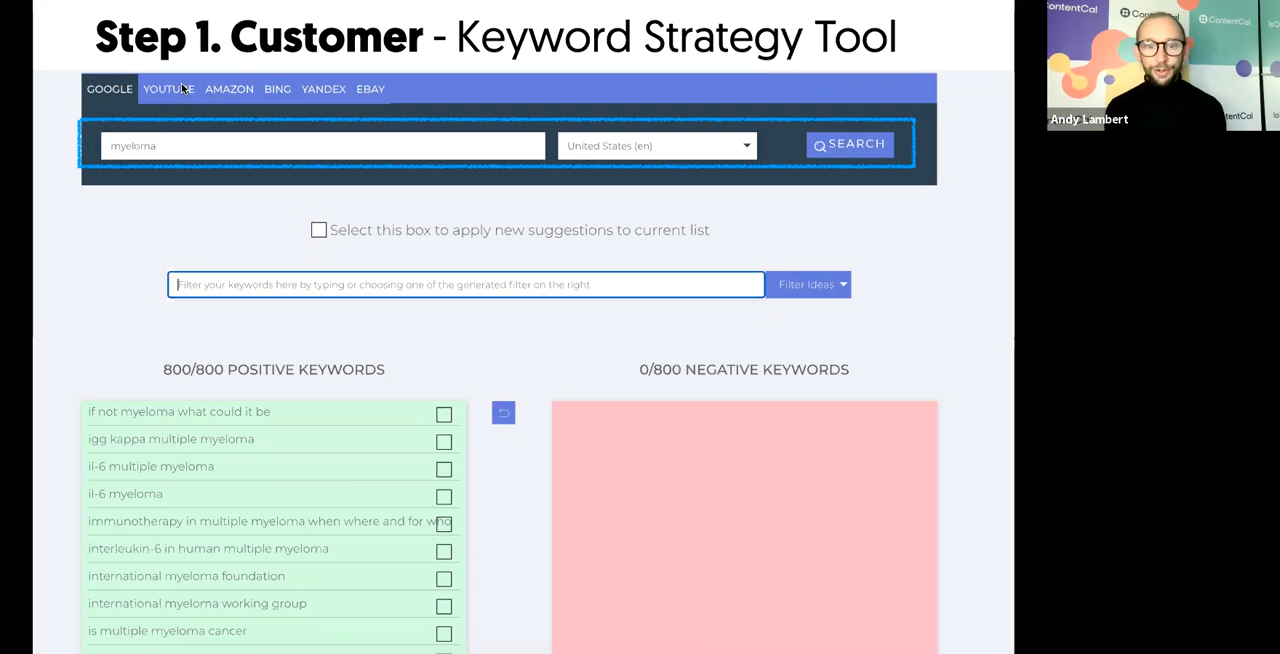 Step 1. Customer - Keyword Strategy Tool
GOOGLE YOUTUBE AMAZON BING YANDEX EBAY
myeloma United States (en) SEARCH
Select this box to apply new suggestions to current list
Filter your keywords here by typing or choosing one of the generated filter on the right Filter Ideas
800/800 POSITIVE KEYWORDS 0/800 NEGATIVE KEYWORDS
if not myeloma what could it be
igg kappa multiple myeloma
il-6 multiple myeloma
il-6 myeloma
immunotherapy in multiple myeloma when where and for who
interleukin-6 in human multiple myeloma
international myeloma foundation
international myeloma working group
is multiple myeloma cancer
ContentCal
ContentCal
ContentCal
Andy Lambert